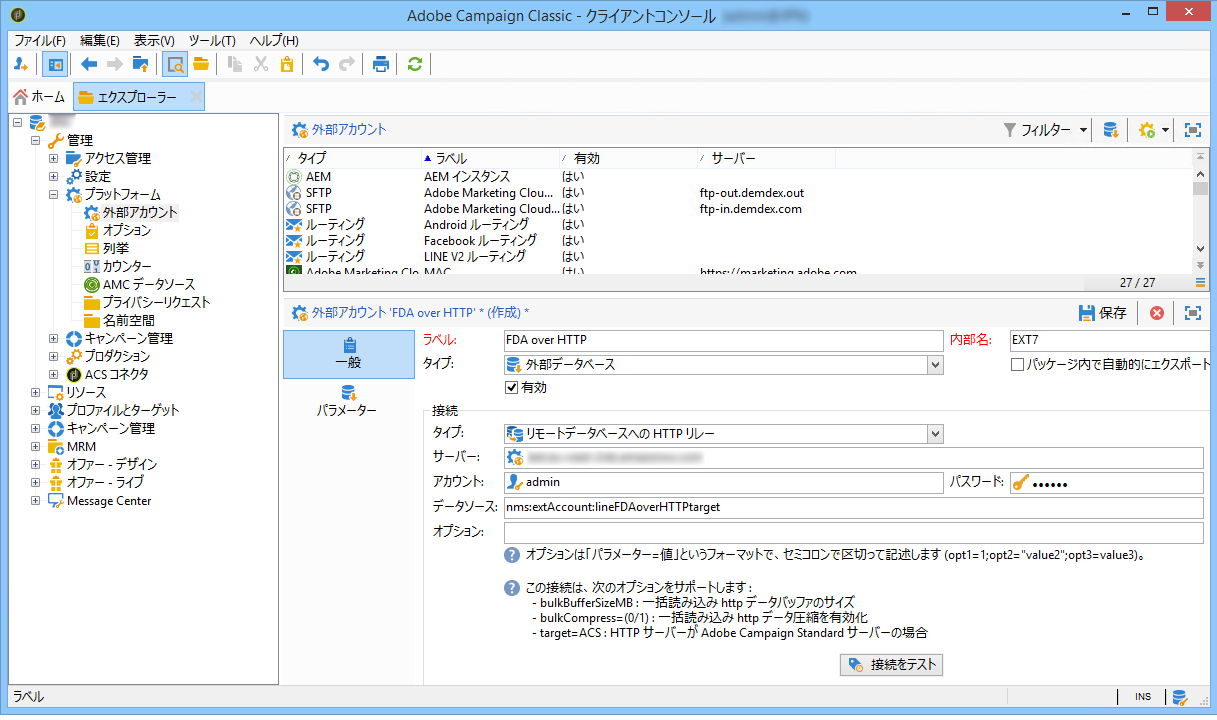 Adobe Campaign Classic - クライアントコンソール
ファイル(F) 編集(E) 表示(V) ツール(T) ヘルプ(H)
ホーム エクスプローラー
管理
アクセス管理
設定
プラットフォーム
外部アカウント
オプション
列挙
カウンター
AMC データソース
プライバシーリクエスト
名前空間
キャンペーン管理
プロダクション
ACS コネクタ
リソース
プロファイルとターゲット
キャンペーン管理
MRM
オファー - デザイン
オファー - ライブ
Message Center
外部アカウント フィルター
タイプ ラベル 有効 サーバー
AEM AEM インスタンス はい
SFTP Adobe Marketing Clou... はい ftp-out.demdex.out
SFTP Adobe Marketing Cloud... はい ftp-in.demdex.com
ルーティング Android ルーティング はい
ルーティング Facebook ルーティング はい
ルーティング LINE V2 ルーティング はい
Adobe Marketing Clo MAC はい https://marketing.adobe.com
27 / 27
外部アカウント 'FDA over HTTP' * (作成) * 保存
一般
パラメーター
ラベル: FDA over HTTP 内部名: EXT7
タイプ: 外部データベース パッケージ内で自動的にエクスポート
有効
接続
タイプ: リモートデータベースへの HTTP リレー
サーバー:
アカウント: admin パスワード: ••••••
データソース: nms:extAccount:lineFDAoverHTTPtarget
オプション:
オプションは「パラメーター=値」というフォーマットで、セミコロンで区切って記述します (opt1=1;opt2="value2";opt3=value3)。
この接続は、次のオプションをサポートします :
- bulkBufferSizeMB : 一括読み込み http データバッファのサイズ
- bulkCompress=(0/1) : 一括読み込み http データ圧縮を有効化
- target=ACS : HTTP サーバーが Adobe Campaign Standard サーバーの場合
接続をテスト
ラベル INS